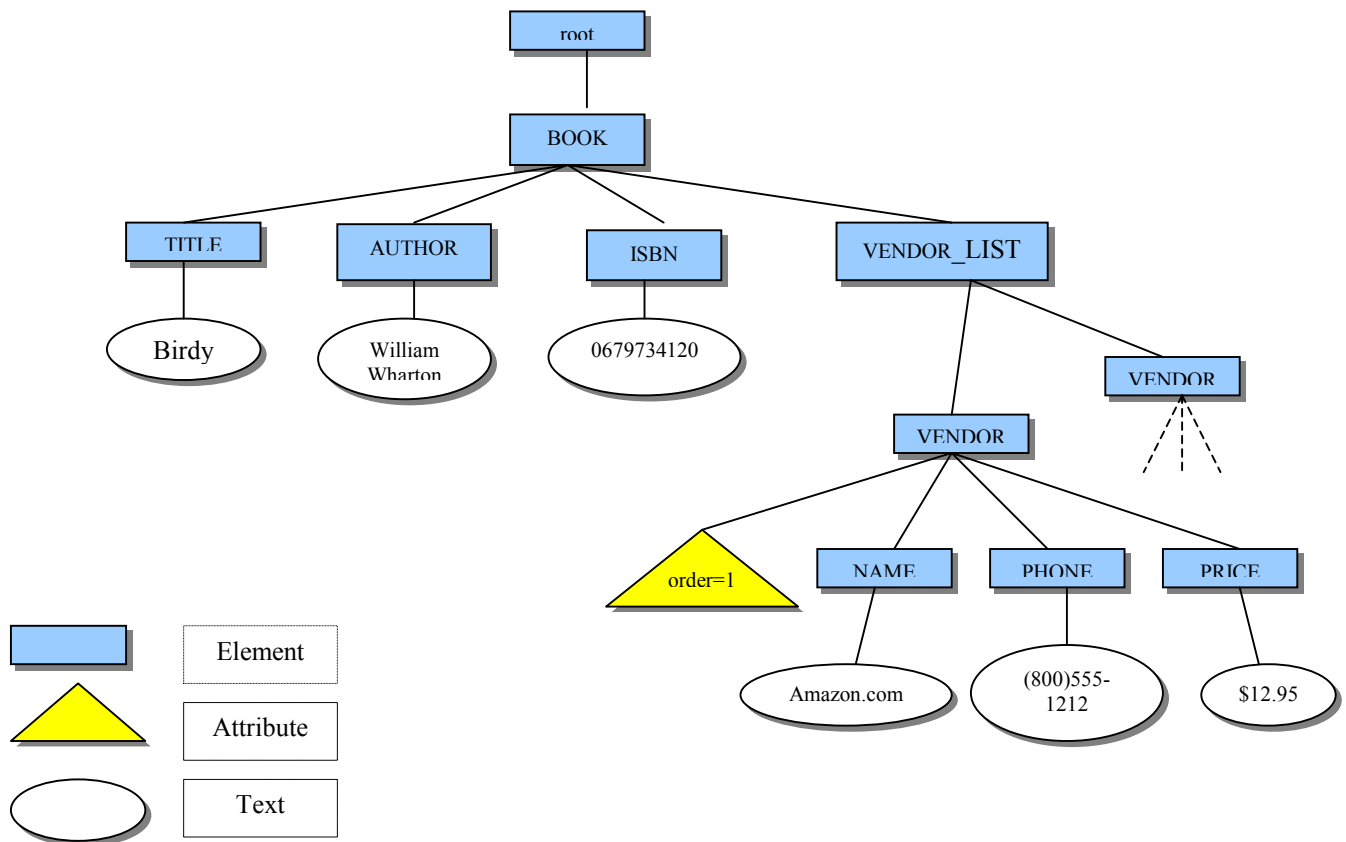 root
BOOK
TITLE
AUTHOR
ISBN
VENDOR_LIST
Birdy
William
Wharton
0679734120
VENDOR
VENDOR
order=1
NAME
PHONE
PRICE
Amazon.com
(800)555-
1212
$12.95
Element
Attribute
Text